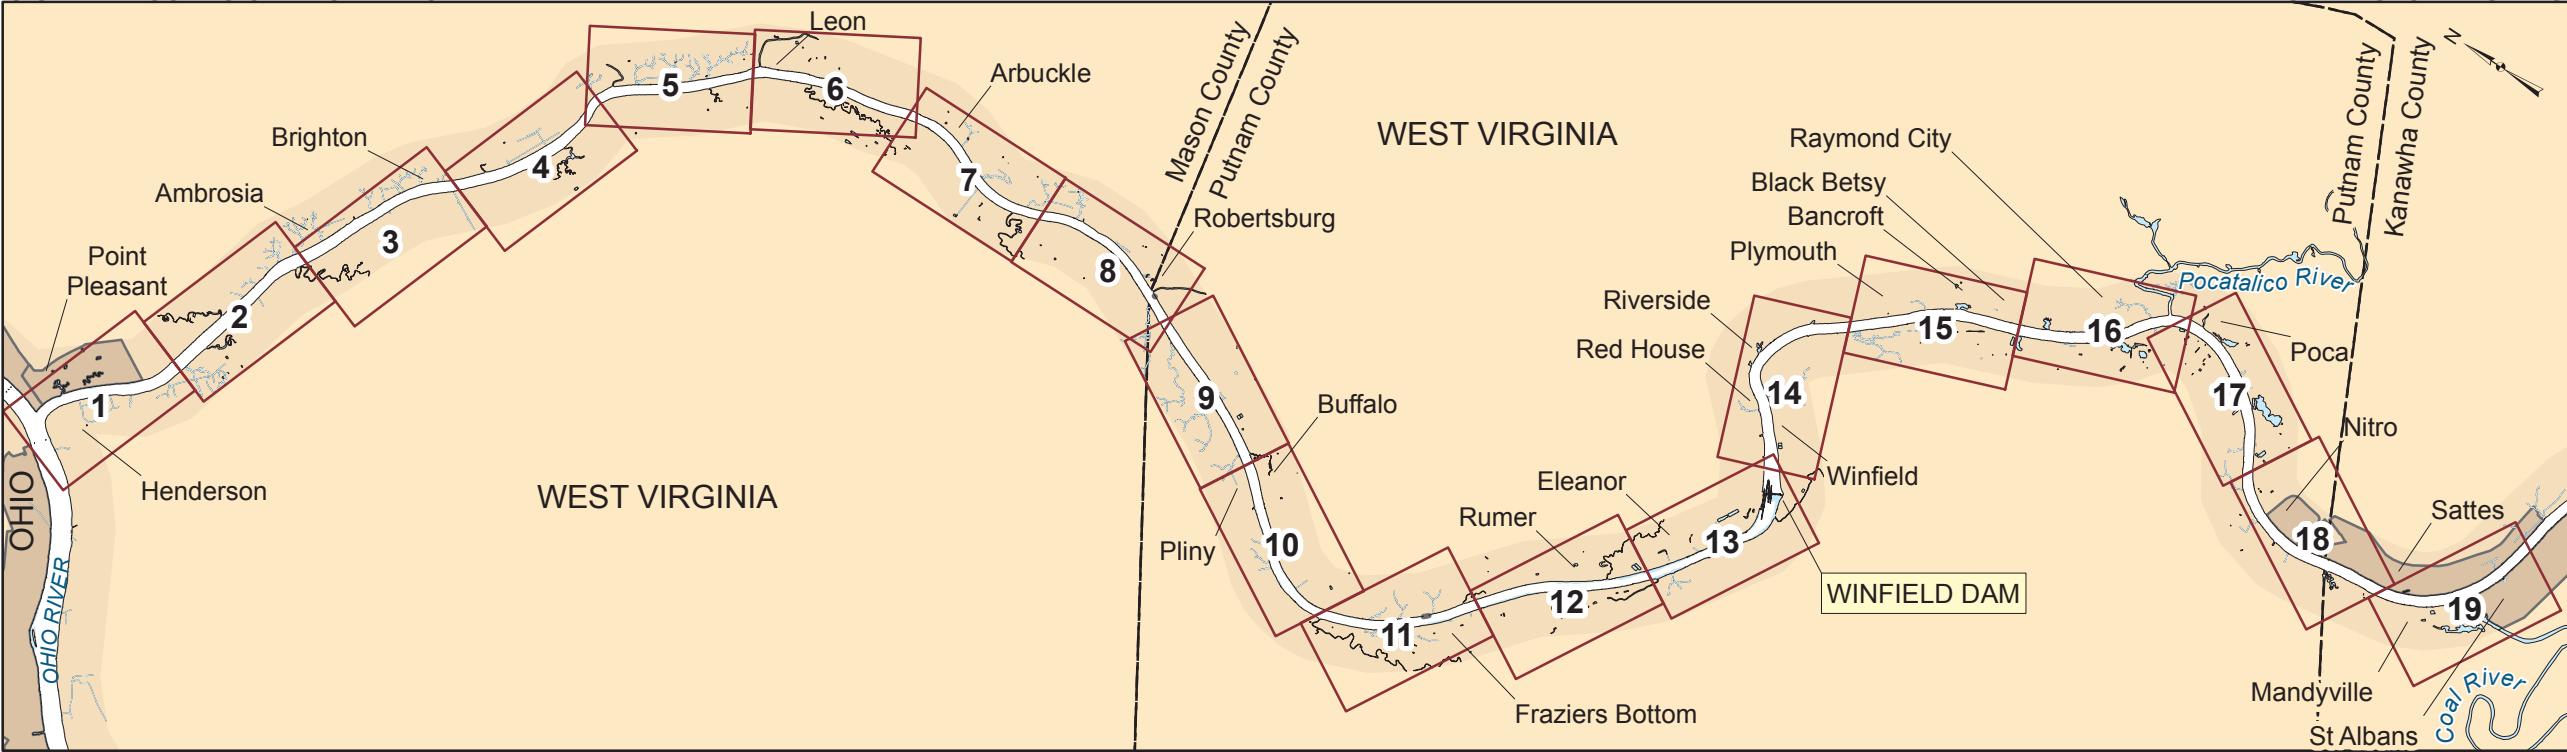 Leon
Arbuckle
Mason County
Putnam County
WEST VIRGINIA
N
Putnam County
Kanawha County
5
6
Brighton
4
Raymond City
Black Betsy
Bancroft
Plymouth
Ambrosia
3
7
Robertsburg
Pocatalico River
Point
Pleasant
2
8
Riverside
Red House
15
16
Poca
1
9
Buffalo
14
17
Nitro
Henderson
OHIO
WEST VIRGINIA
Winfield
Eleanor
Rumer
Sattes
Pliny
10
13
18
OHIO RIVER
12
WINFIELD DAM
19
11
Fraziers Bottom
Mandyville
Coal River
St Albans